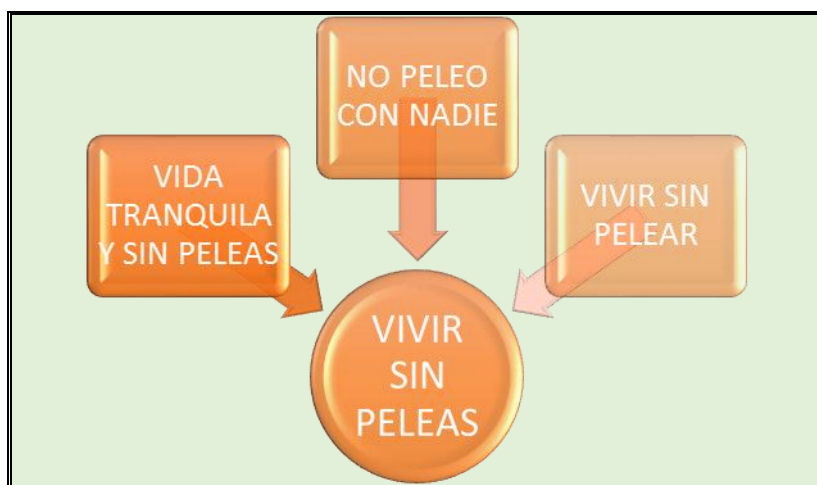 NO PELEO
CON NADIE
VIDA
TRANQUILA
Y SIN PELEAS
VIVIR SIN
PELEAR
VIVIR
SIN
PELEAS